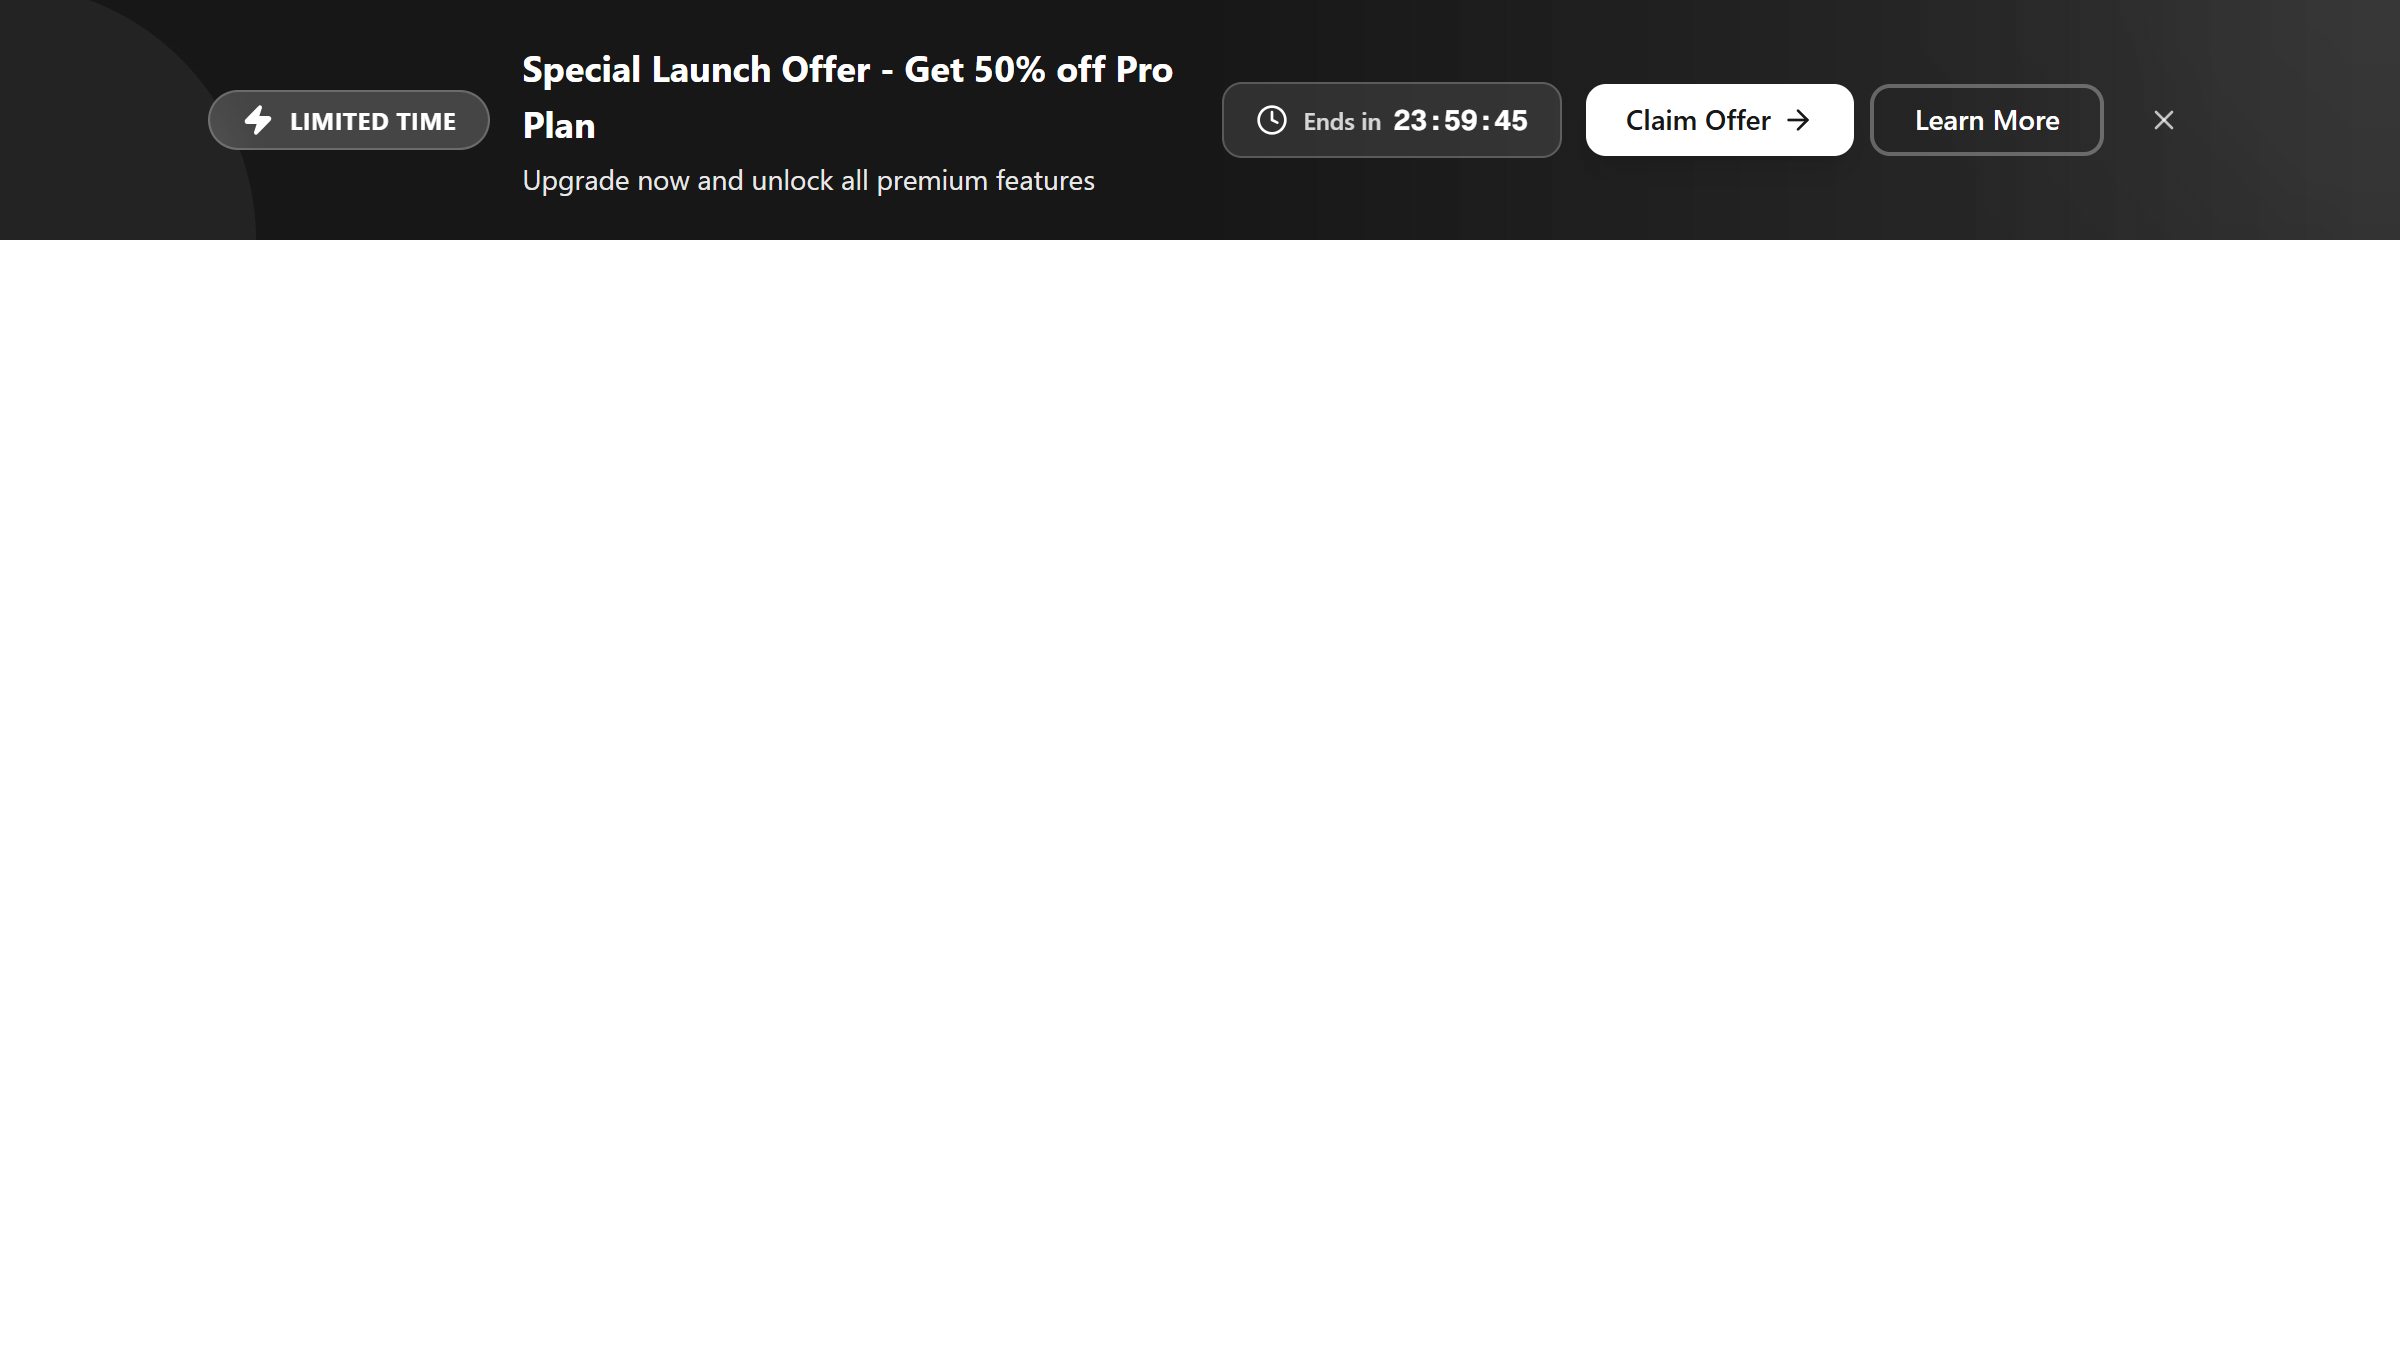 LIMITED TIME
Special Launch Offer - Get 50% off Pro
Plan
Upgrade now and unlock all premium features
Ends in 23:59:45
Claim Offer
Learn More